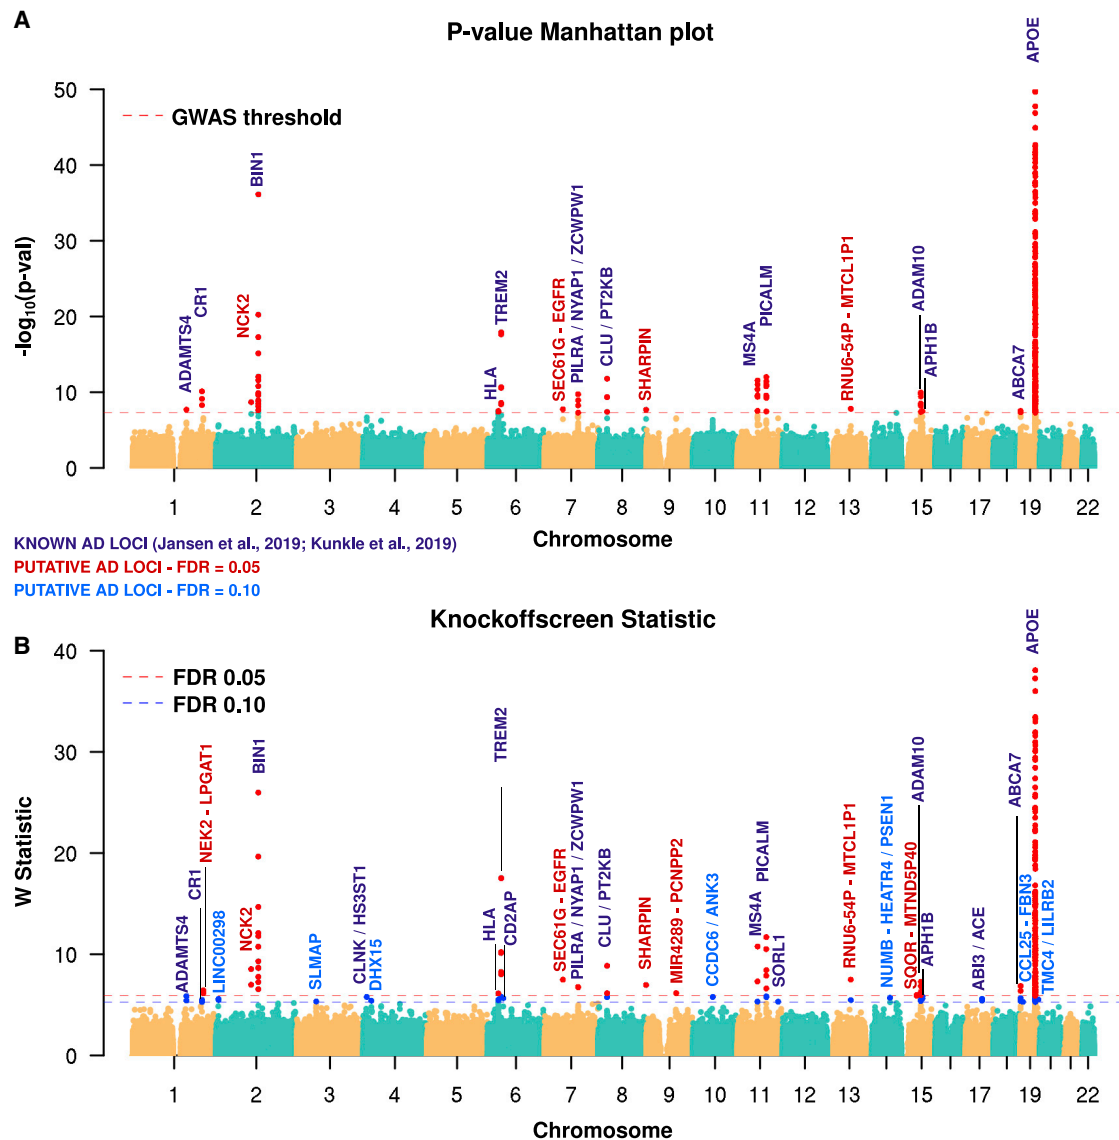 A
P-value Manhattan plot
APOE
50
GWAS threshold
40
BIN1
30
-log10(p-val)
20
10
0
ADAMTS4
CR1
NCK2
HLA
TREM2
SEC61G - EGFR
PILRA / NYAP1 / ZCWPW1
CLU / PT2KB
SHARPIN
MS4A
PICALM
RNU6-54P - MTCL1P1
ADAM10
APH1B
ABCA7
1 2 3 4 5 6 7 8 9 10 11 12 13 14 15 17 19 22
Chromosome
KNOWN AD LOCI (Jansen et al., 2019; Kunkle et al., 2019)
PUTATIVE AD LOCI - FDR = 0.05
PUTATIVE AD LOCI - FDR = 0.10
Knockoffscreen Statistic
B
APOE
40
FDR 0.05
FDR 0.10
30
W Statistic
20
10
0
ADAMTS4
CR1
NEK2 - LPGAT1
LINC00298
NCK2
BIN1
SLMAP
CLNK / HS3ST1
DHX15
HLA
TREM2
CD2AP
SEC61G - EGFR
PILRA / NYAP1 / ZCWPW1
CLU / PT2KB
SHARPIN
MIR4289 - PCNPP2
CCDC6 / ANK3
MS4A
PICALM
SORL1
RNU6-54P - MTCL1P1
NUMB - HEATR4 / PSEN1
SQOR - MTND5P40
ADAM10
APH1B
ABI3 / ACE
ABCA7
CCL25 - FBN3
TMC4 / LILRB2
1 2 3 4 5 6 7 8 9 10 11 12 13 14 15 17 19 22
Chromosome